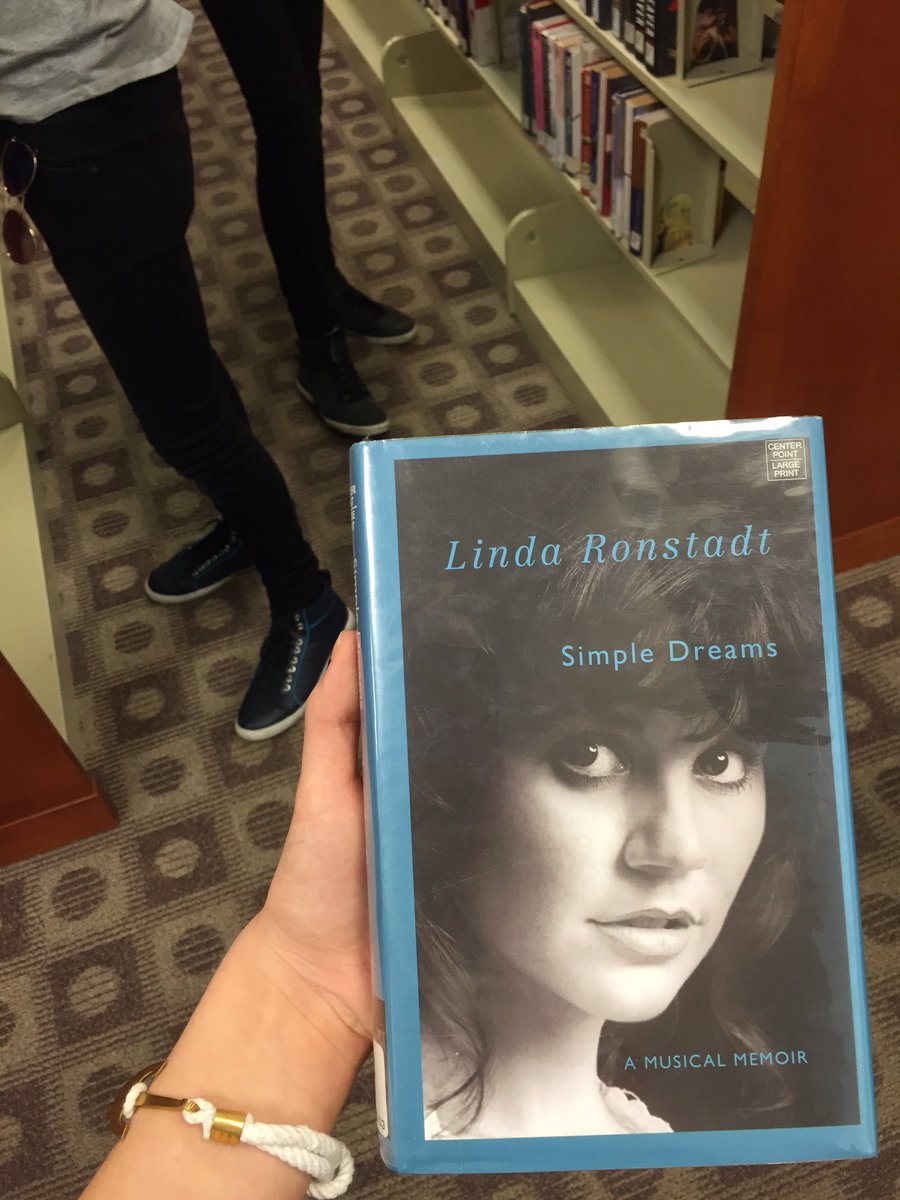 CENTER
POINT
LARGE
PRINT
Linda Ronstadt
Simple Dreams
A MUSICAL MEMOIR